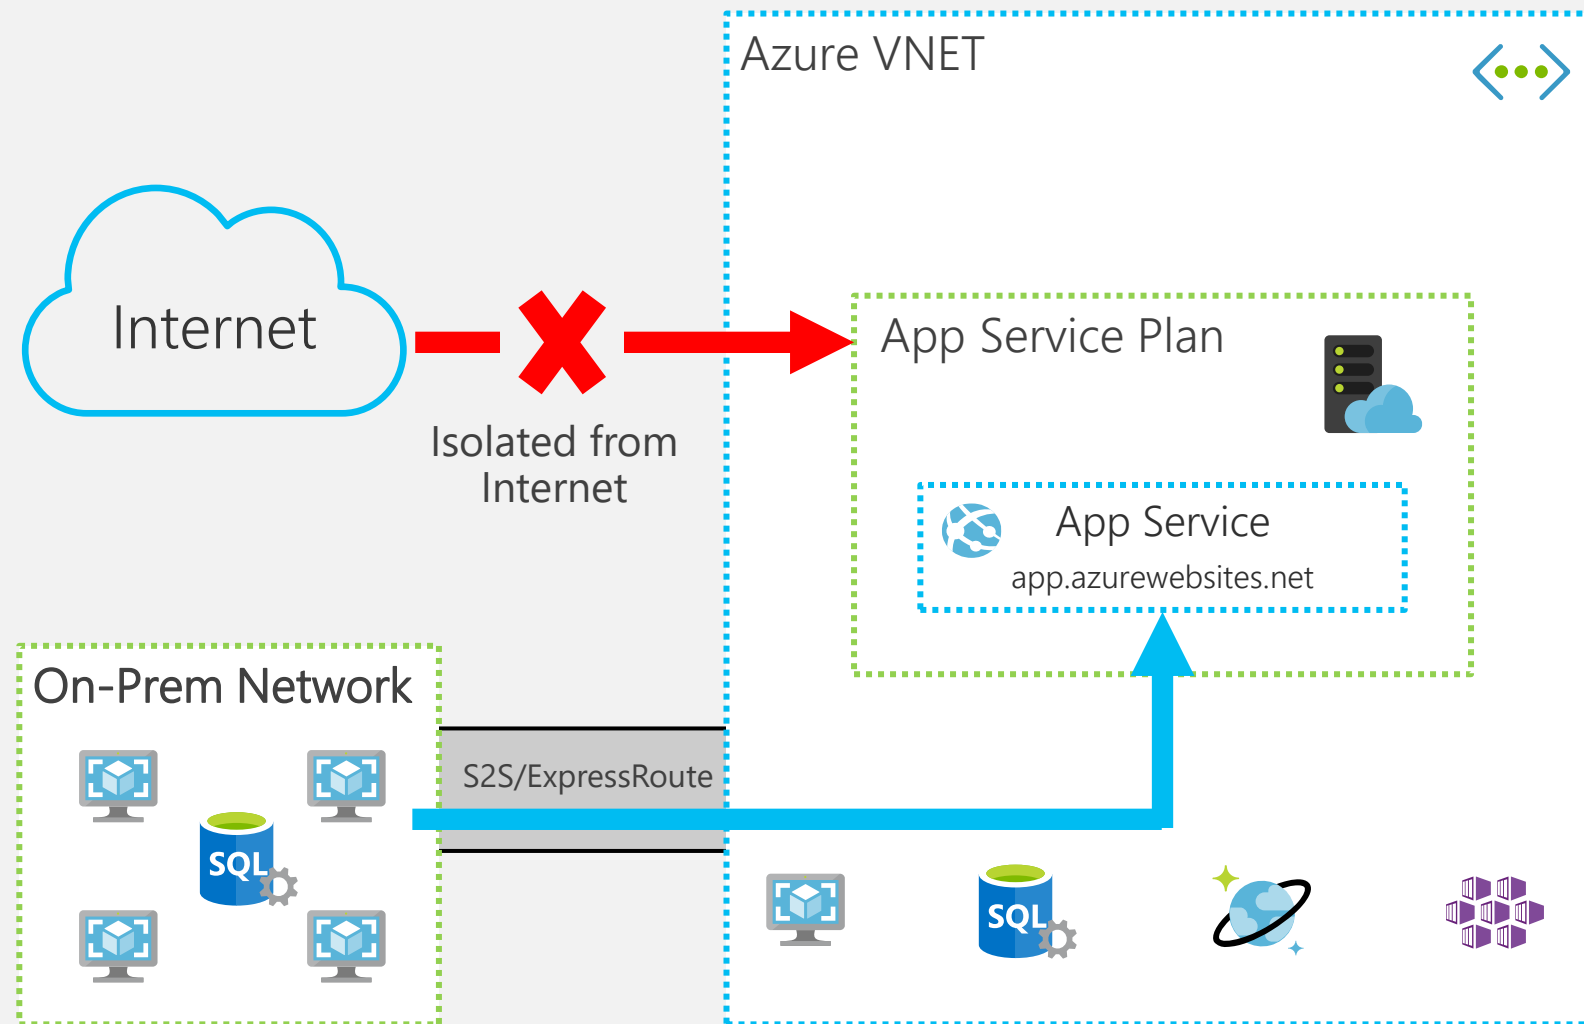 Azure VNET
Internet
App Service Plan
Isolated from
Internet
App Service
app.azurewebsites.net
On-Prem Network
S2S/ExpressRoute
SQL
SQL